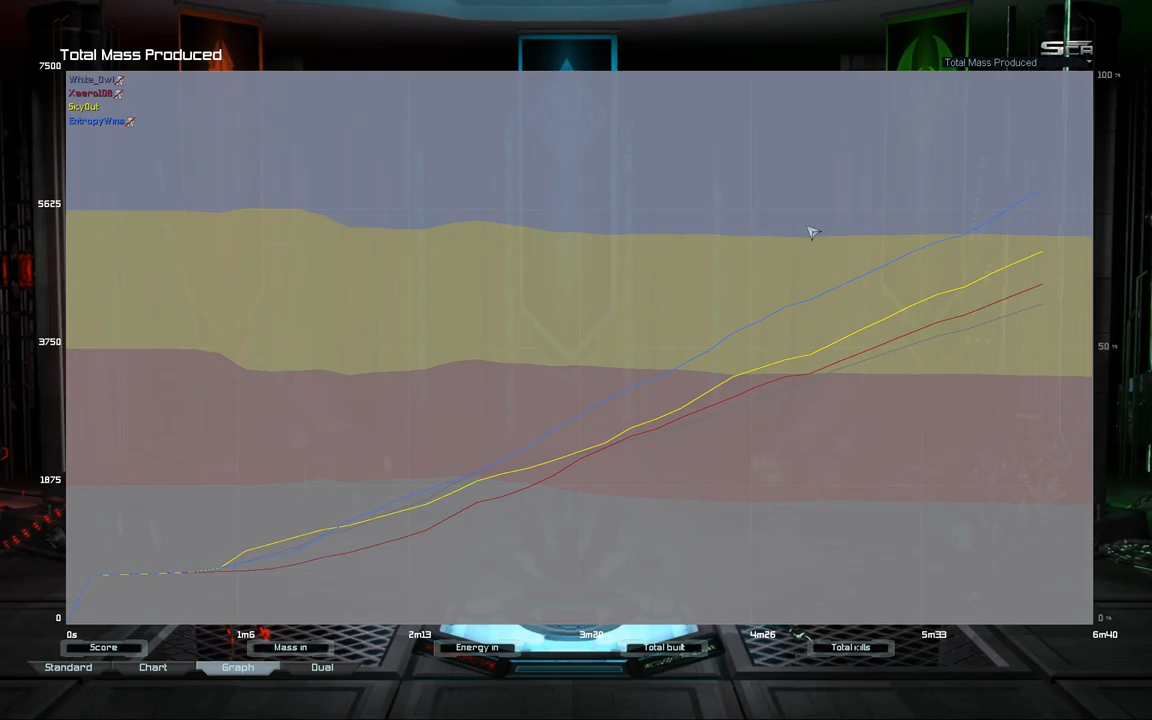 Total Mass Produced
SCA
Total Mass Produced
7500
100 %
White_Owl
Xaero108
SkyOut
EntropyWins
5625
3750
50 %
1875
0
0 %
0s
1m6
2m13
3m20
4m26
5m33
6m40
Score
Mass in
Energy in
Total built
Total kills
Standard
Chart
Graph
Dual